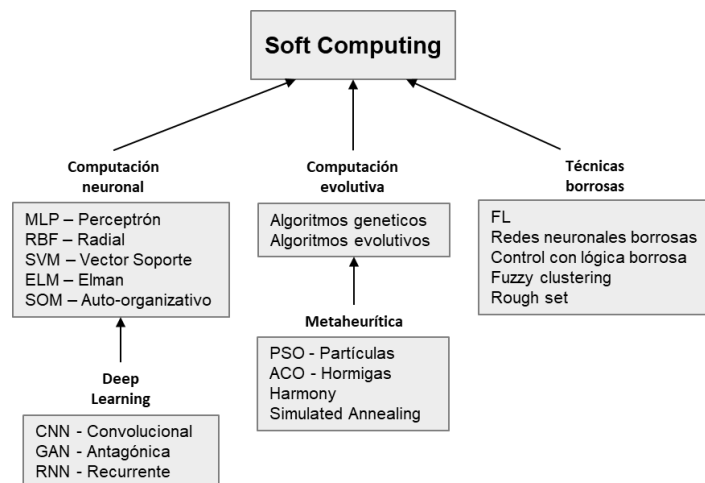 Soft Computing
Computación
neuronal
MLP – Perceptrón
RBF – Radial
SVM – Vector Soporte
ELM – Elman
SOM – Auto-organizativo
Deep
Learning
CNN - Convolucional
GAN - Antagónica
RNN - Recurrente
Computación
evolutiva
Algoritmos geneticos
Algoritmos evolutivos
Metaheurítica
PSO - Partículas
ACO - Hormigas
Harmony
Simulated Annealing
Técnicas
borrosas
FL
Redes neuronales borrosas
Control con lógica borrosa
Fuzzy clustering
Rough set